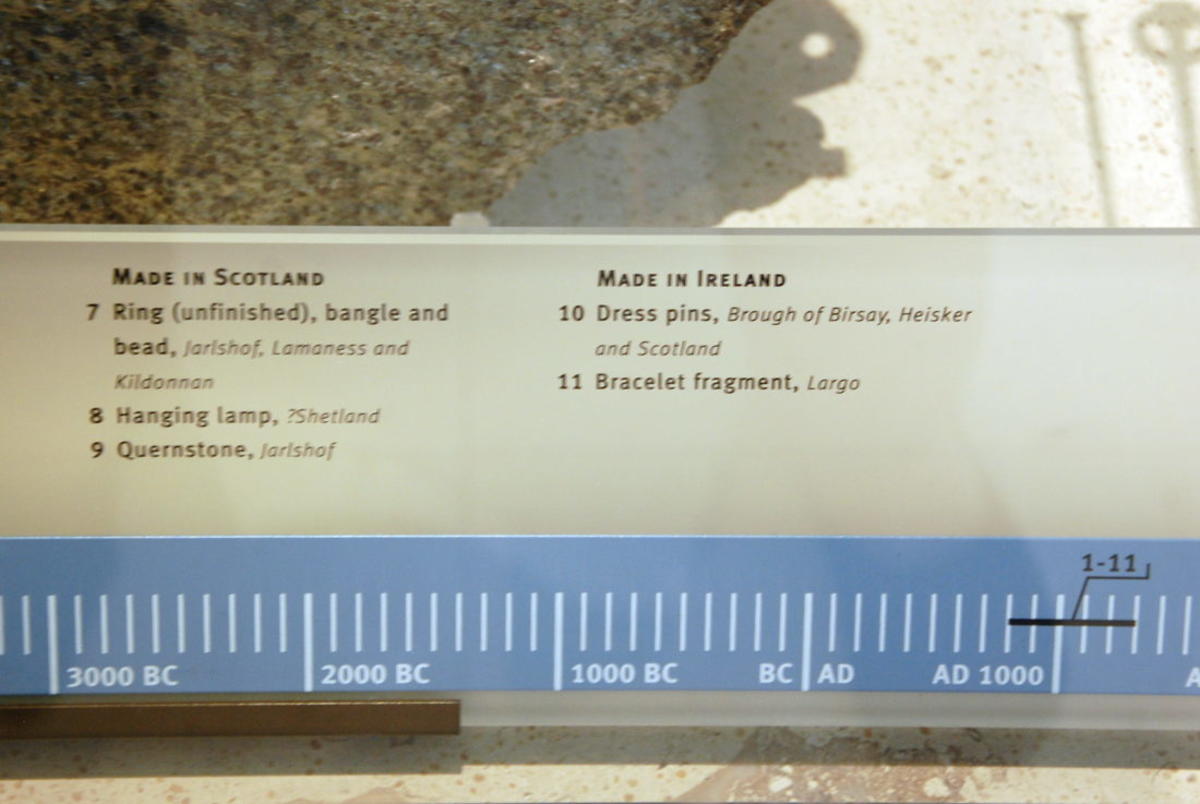 MADE IN SCOTLAND
7 Ring (unfinished), bangle and
bead, Jarlshof, Lamaness and
Kildonnan
8 Hanging lamp, ?Shetland
9 Quernstone, Jarlshof
MADE IN IRELAND
10 Dress pins, Brough of Birsay, Heisker
and Scotland
11 Bracelet fragment, Largo
1-11
3000 BC 2000 BC 1000 BC BC AD AD 1000